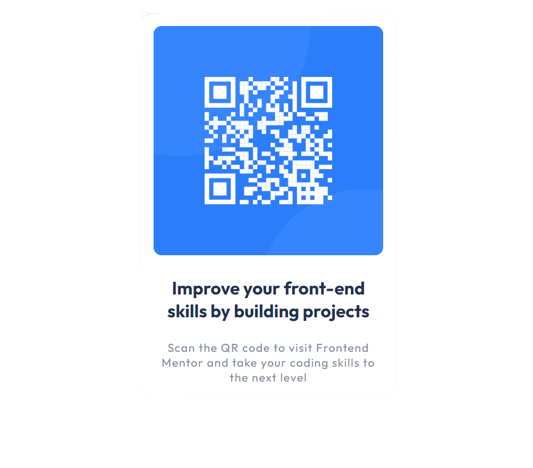 Improve your front-end
skills by building projects
Scan the QR code to visit Frontend
Mentor and take your coding skills to
the next level